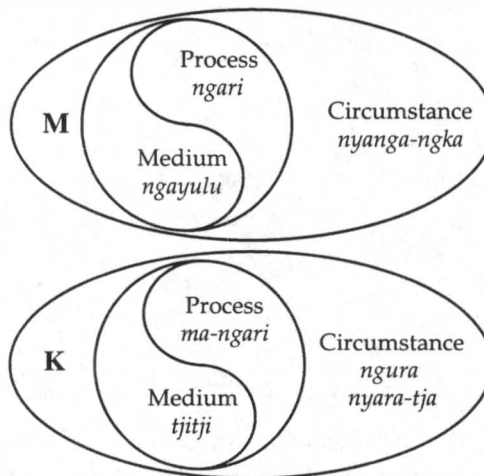 Process
ngari
M
Circumstance
nyanga-ngka
Medium
ngayulu
Process
ma-ngari
K
Circumstance
ngura
nyara-tja
Medium
tjitji